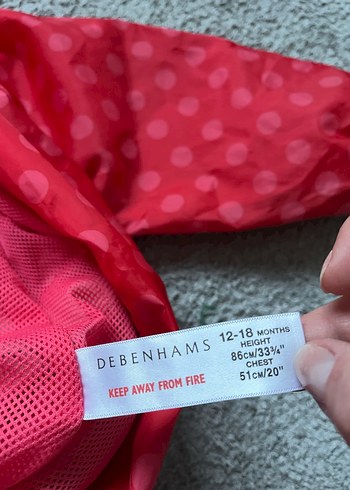 DEBENHAMS
KEEP AWAY FROM FIRE
12-18 MONTHS
HEIGHT
86CM/33¾"
CHEST
51CM/20"